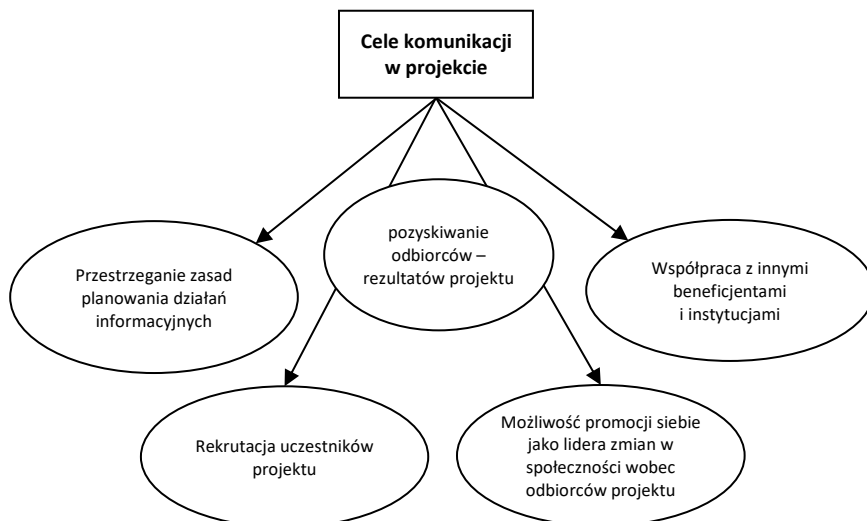 Cele komunikacji
w projekcie
pozyskiwanie
odbiorców –
rezultatów projektu
Przestrzeganie zasad
planowania działań
informacyjnych
Współpraca z innymi
beneficjentami
i instytucjami
Rekrutacja uczestników
projektu
Możliwość promocji siebie
jako lidera zmian w
społeczności wobec
odbiorców projektu